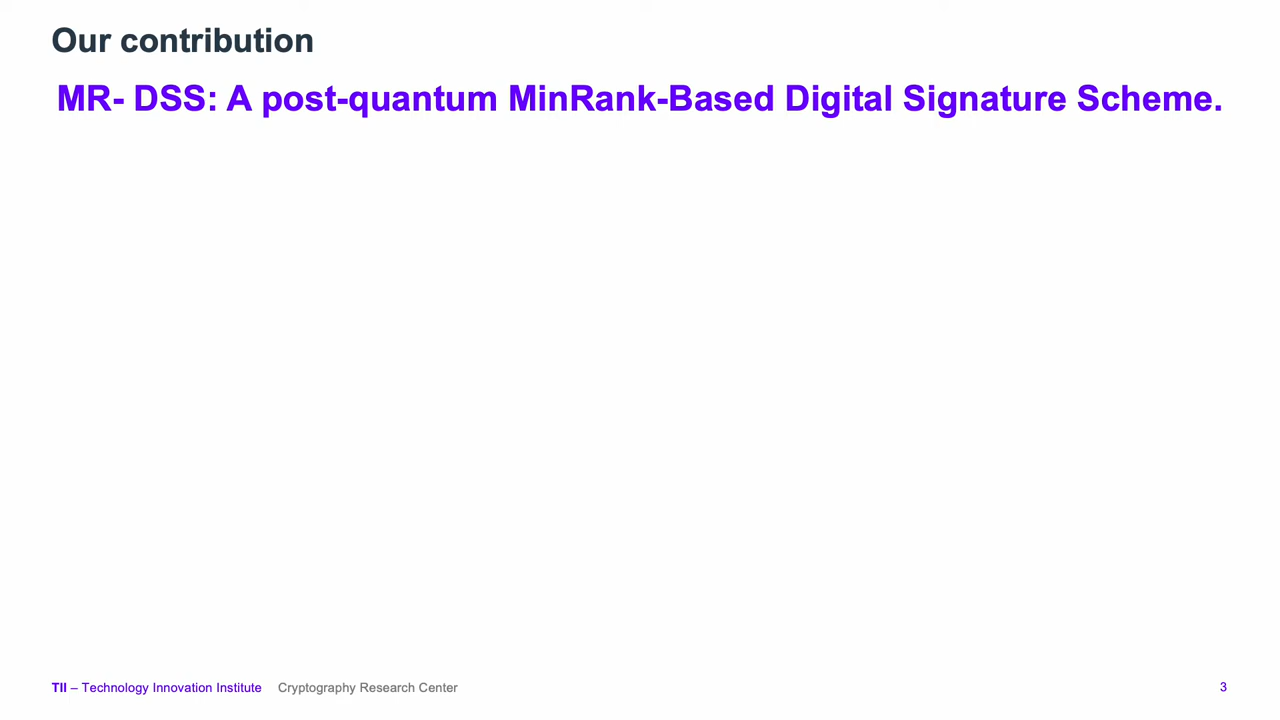 Our contribution
MR- DSS: A post-quantum MinRank-Based Digital Signature Scheme.
TII – Technology Innovation Institute Cryptography Research Center 3